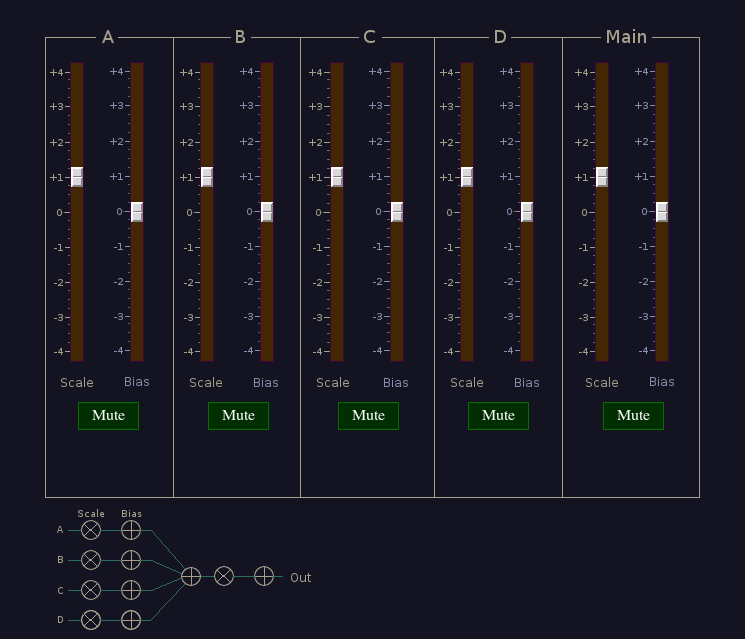 A B C D Main
+4 +4 +4 +4 +4 +4 +4 +4 +4 +4
+3 +3 +3 +3 +3 +3 +3 +3 +3 +3
+2 +2 +2 +2 +2 +2 +2 +2 +2 +2
+1 +1 +1 +1 +1 +1 +1 +1 +1 +1
0 0 0 0 0 0 0 0 0 0
-1 -1 -1 -1 -1 -1 -1 -1 -1 -1
-2 -2 -2 -2 -2 -2 -2 -2 -2 -2
-3 -3 -3 -3 -3 -3 -3 -3 -3 -3
-4 -4 -4 -4 -4 -4 -4 -4 -4 -4
Scale Bias Scale Bias Scale Bias Scale Bias Scale Bias
Mute Mute Mute Mute Mute
Scale Bias
A
B
Out
C
D